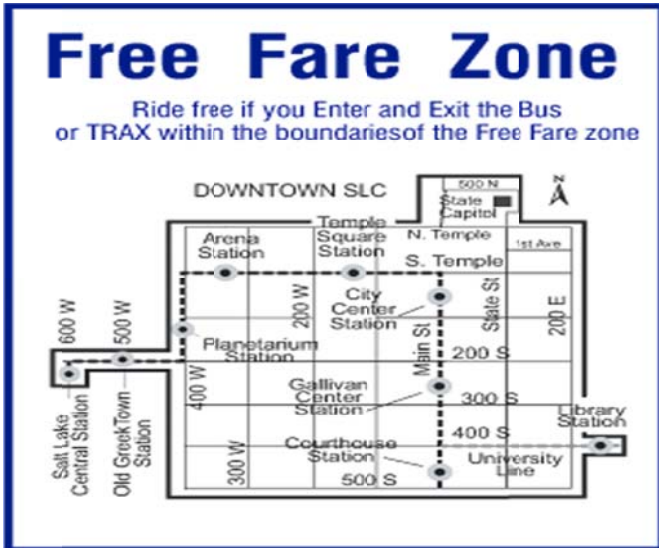 Free Fare Zone
Ride free if you Enter and Exit the Bus
or TRAX within the boundariesof the Free Fare zone
DOWNTOWN SLC
500 N
N
State
Capitol
Temple
Square
Station
Arena
Station
N. Temple
1st Ave
S. Temple
City
Center
Station
State St
200 E
200 W
600 W
500 W
Planetarium
Station
Main St
200 S
400 W
Gallivan
Center
Station
300 S
Library
Station
400 S
Courthouse
Station
University
Line
300 W
500 S
Salt Lake
Central Station
Old GreekTown
Station